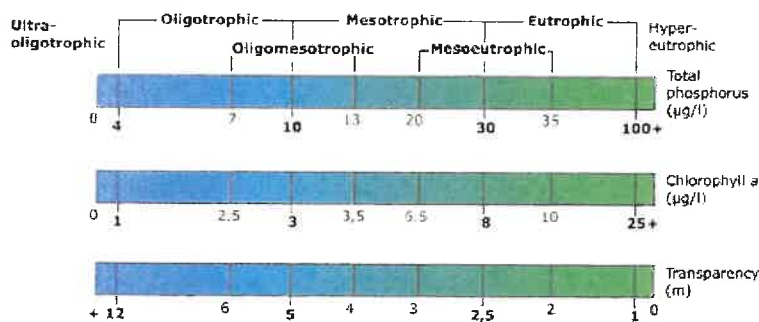 Ultra-
oligotrophic
Oligotrophic
Mesotrophic
Eutrophic
Hyper-
eutrophic
Oligomesotrophic
Mesoeutrophic
Total
phosphorus
(µg/l)
0 4 7 10 13 20 30 35 100+
Chlorophyll a
(µg/l)
0 1 2.5 3 3,5 6.5 8 10 25+
Transparency
(m)
+ 12 6 5 4 3 2,5 2 1 0